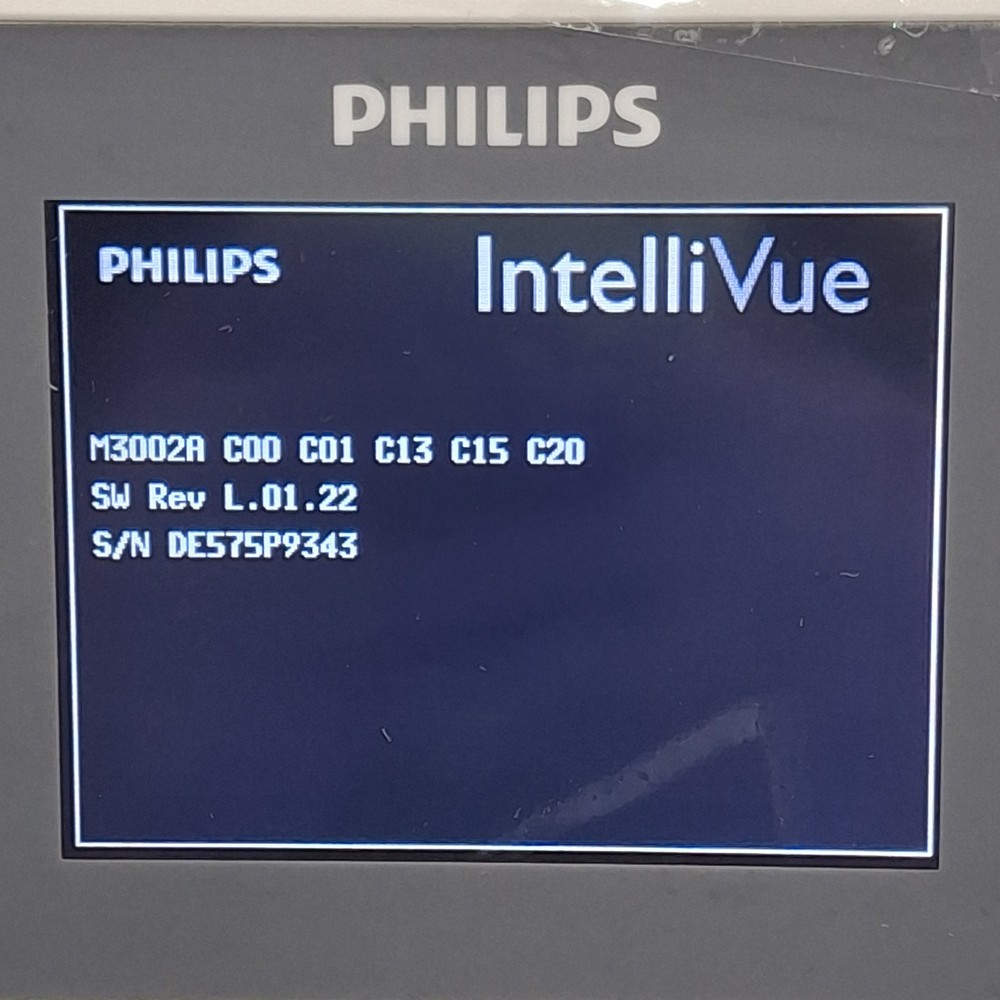 PHILIPS
PHILIPS IntelliVue
M3002A C00 C01 C13 C15 C20
SW Rev L.01.22
S/N DE575P9343